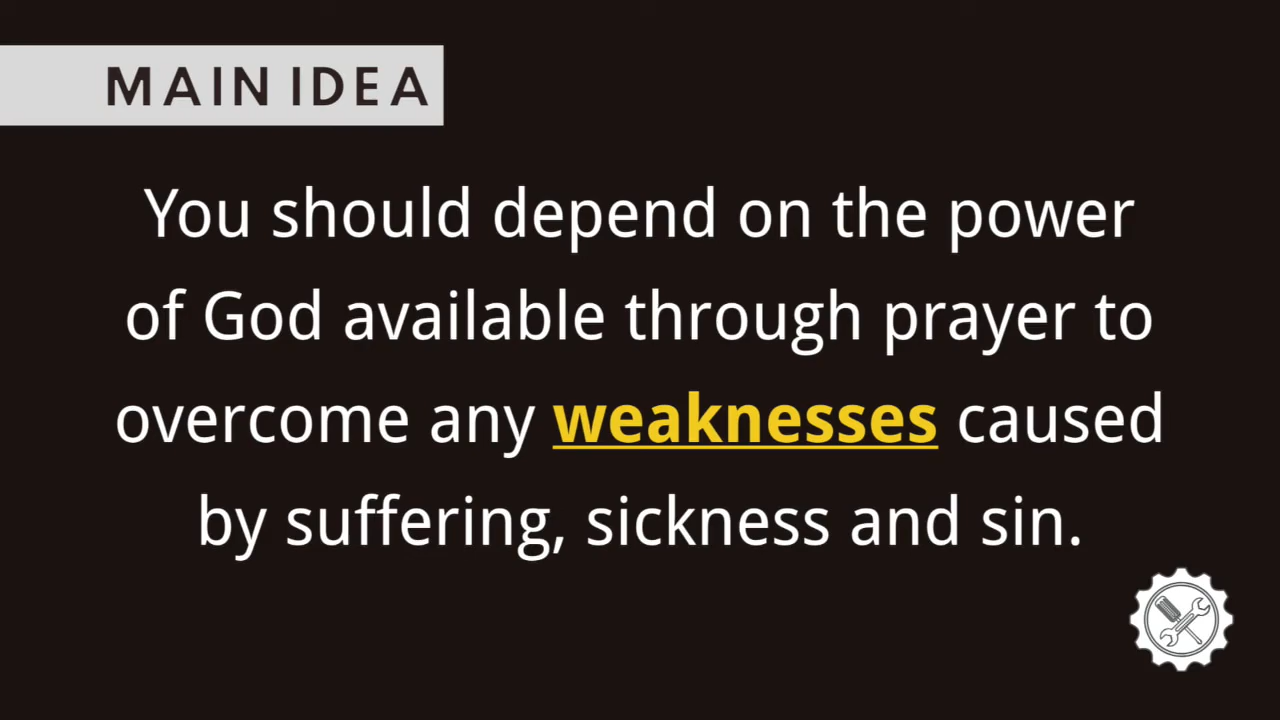 MAIN IDEA
You should depend on the power
of God available through prayer to
overcome any weaknesses caused
by suffering, sickness and sin.